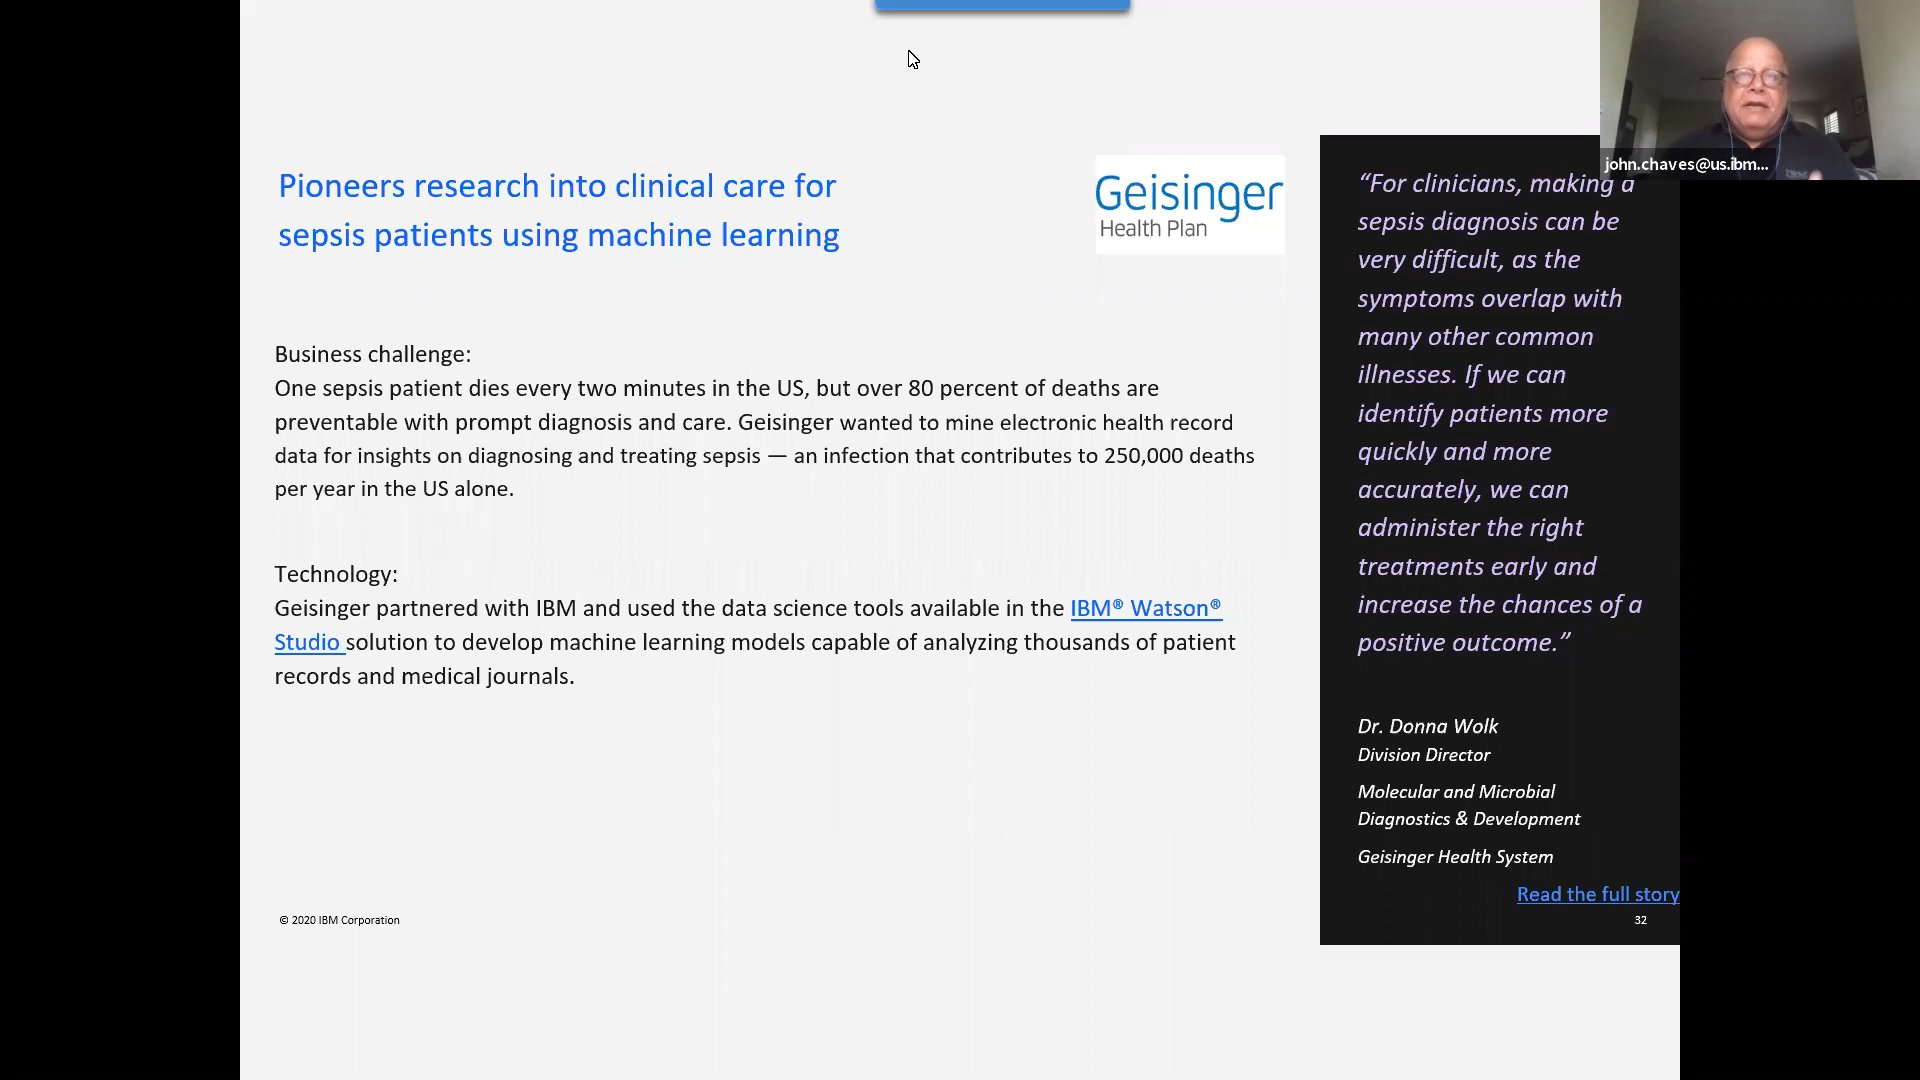 Pioneers research into clinical care for
sepsis patients using machine learning
Geisinger
Health Plan
Business challenge:
One sepsis patient dies every two minutes in the US, but over 80 percent of deaths are
preventable with prompt diagnosis and care. Geisinger wanted to mine electronic health record
data for insights on diagnosing and treating sepsis — an infection that contributes to 250,000 deaths
per year in the US alone.
Technology:
Geisinger partnered with IBM and used the data science tools available in the IBM® Watson®
Studio solution to develop machine learning models capable of analyzing thousands of patient
records and medical journals.
© 2020 IBM Corporation
john.chaves@us.ibm...
“For clinicians, making a
sepsis diagnosis can be
very difficult, as the
symptoms overlap with
many other common
illnesses. If we can
identify patients more
quickly and more
accurately, we can
administer the right
treatments early and
increase the chances of a
positive outcome.”
Dr. Donna Wolk
Division Director
Molecular and Microbial
Diagnostics & Development
Geisinger Health System
Read the full story
32